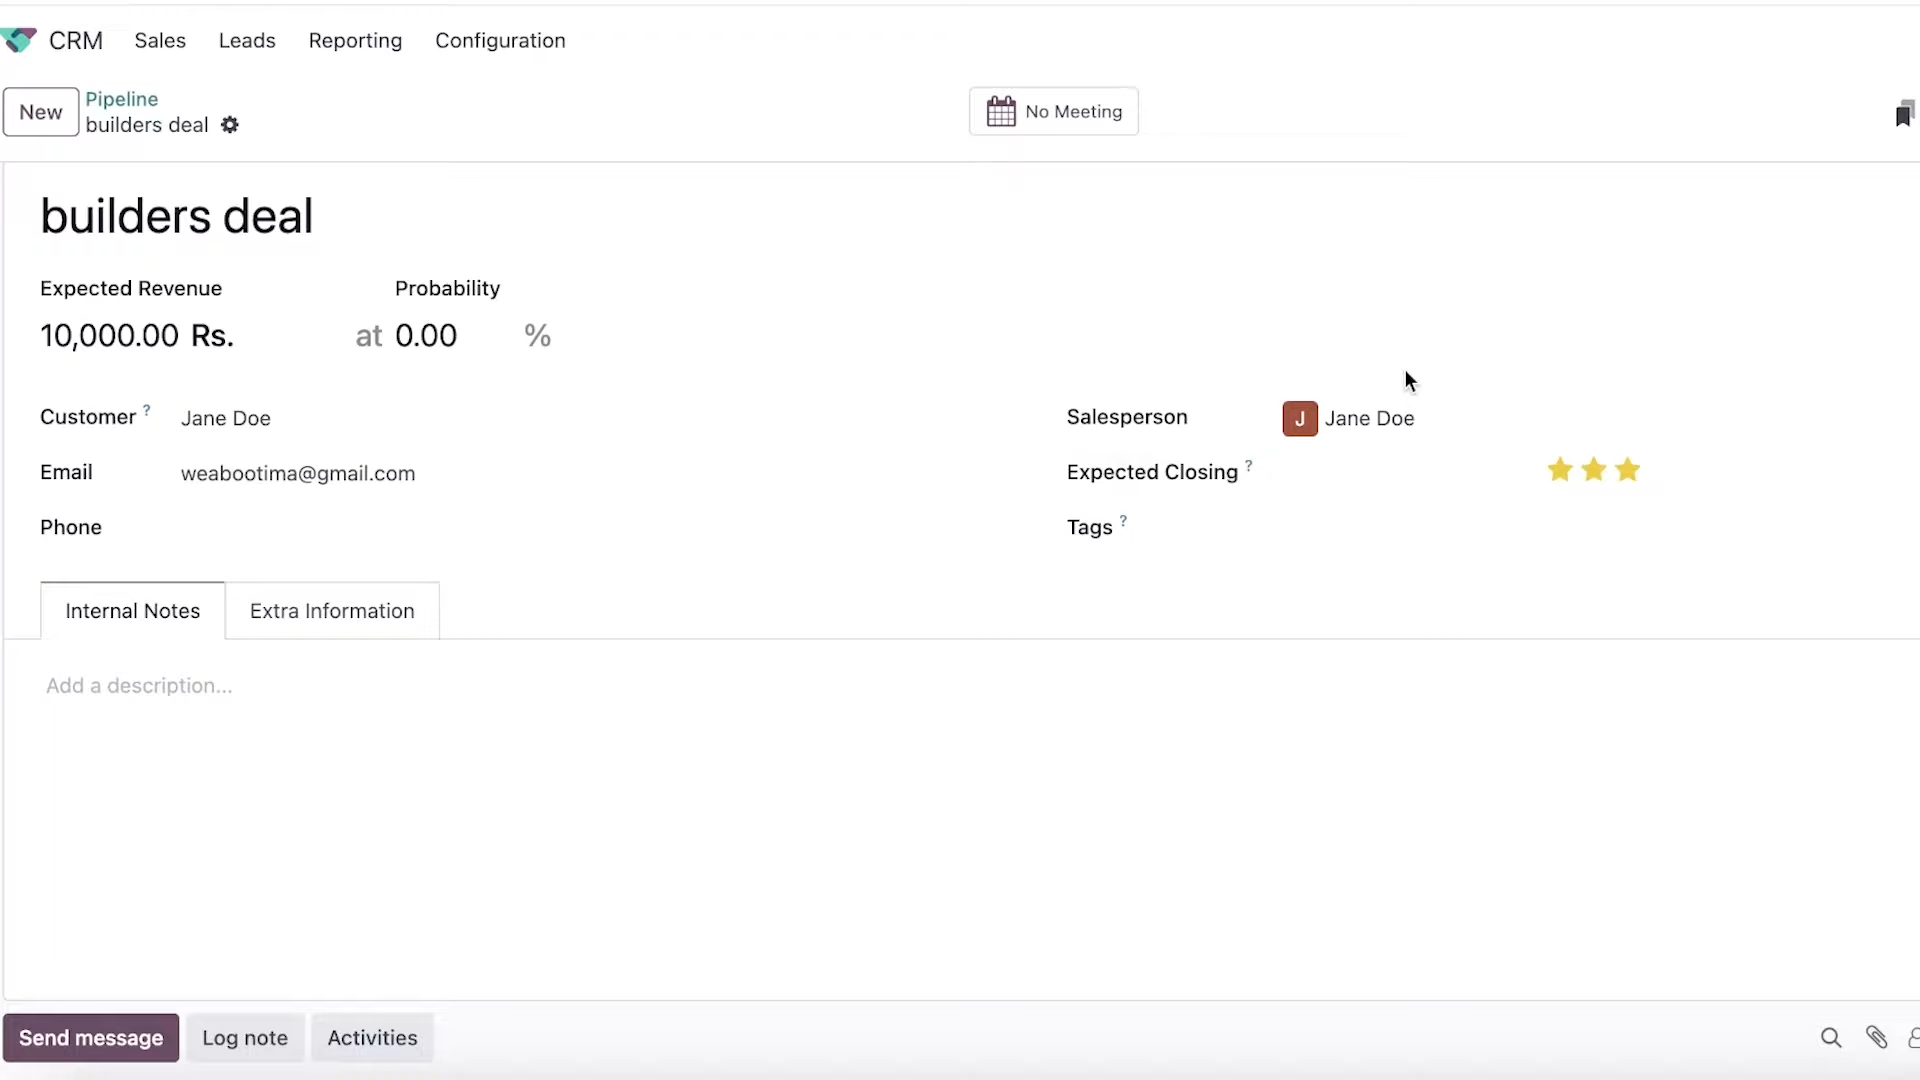 CRM Sales Leads Reporting Configuration
New
Pipeline
builders deal
No Meeting
builders deal
Expected Revenue Probability
10,000.00 Rs. at 0.00 %
Customer ? Jane Doe
Salesperson J Jane Doe
Email weabootima@gmail.com
Expected Closing ?
Phone
Tags ?
Internal Notes Extra Information
Add a description...
Send message Log note Activities